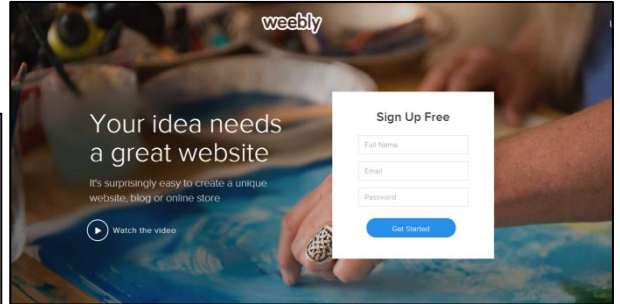 weebly
Your idea needs
a great website
It's surprisingly easy to create a unique
website, blog or online store
Watch the video
Sign Up Free
Full Name
Email
Password
Get Started